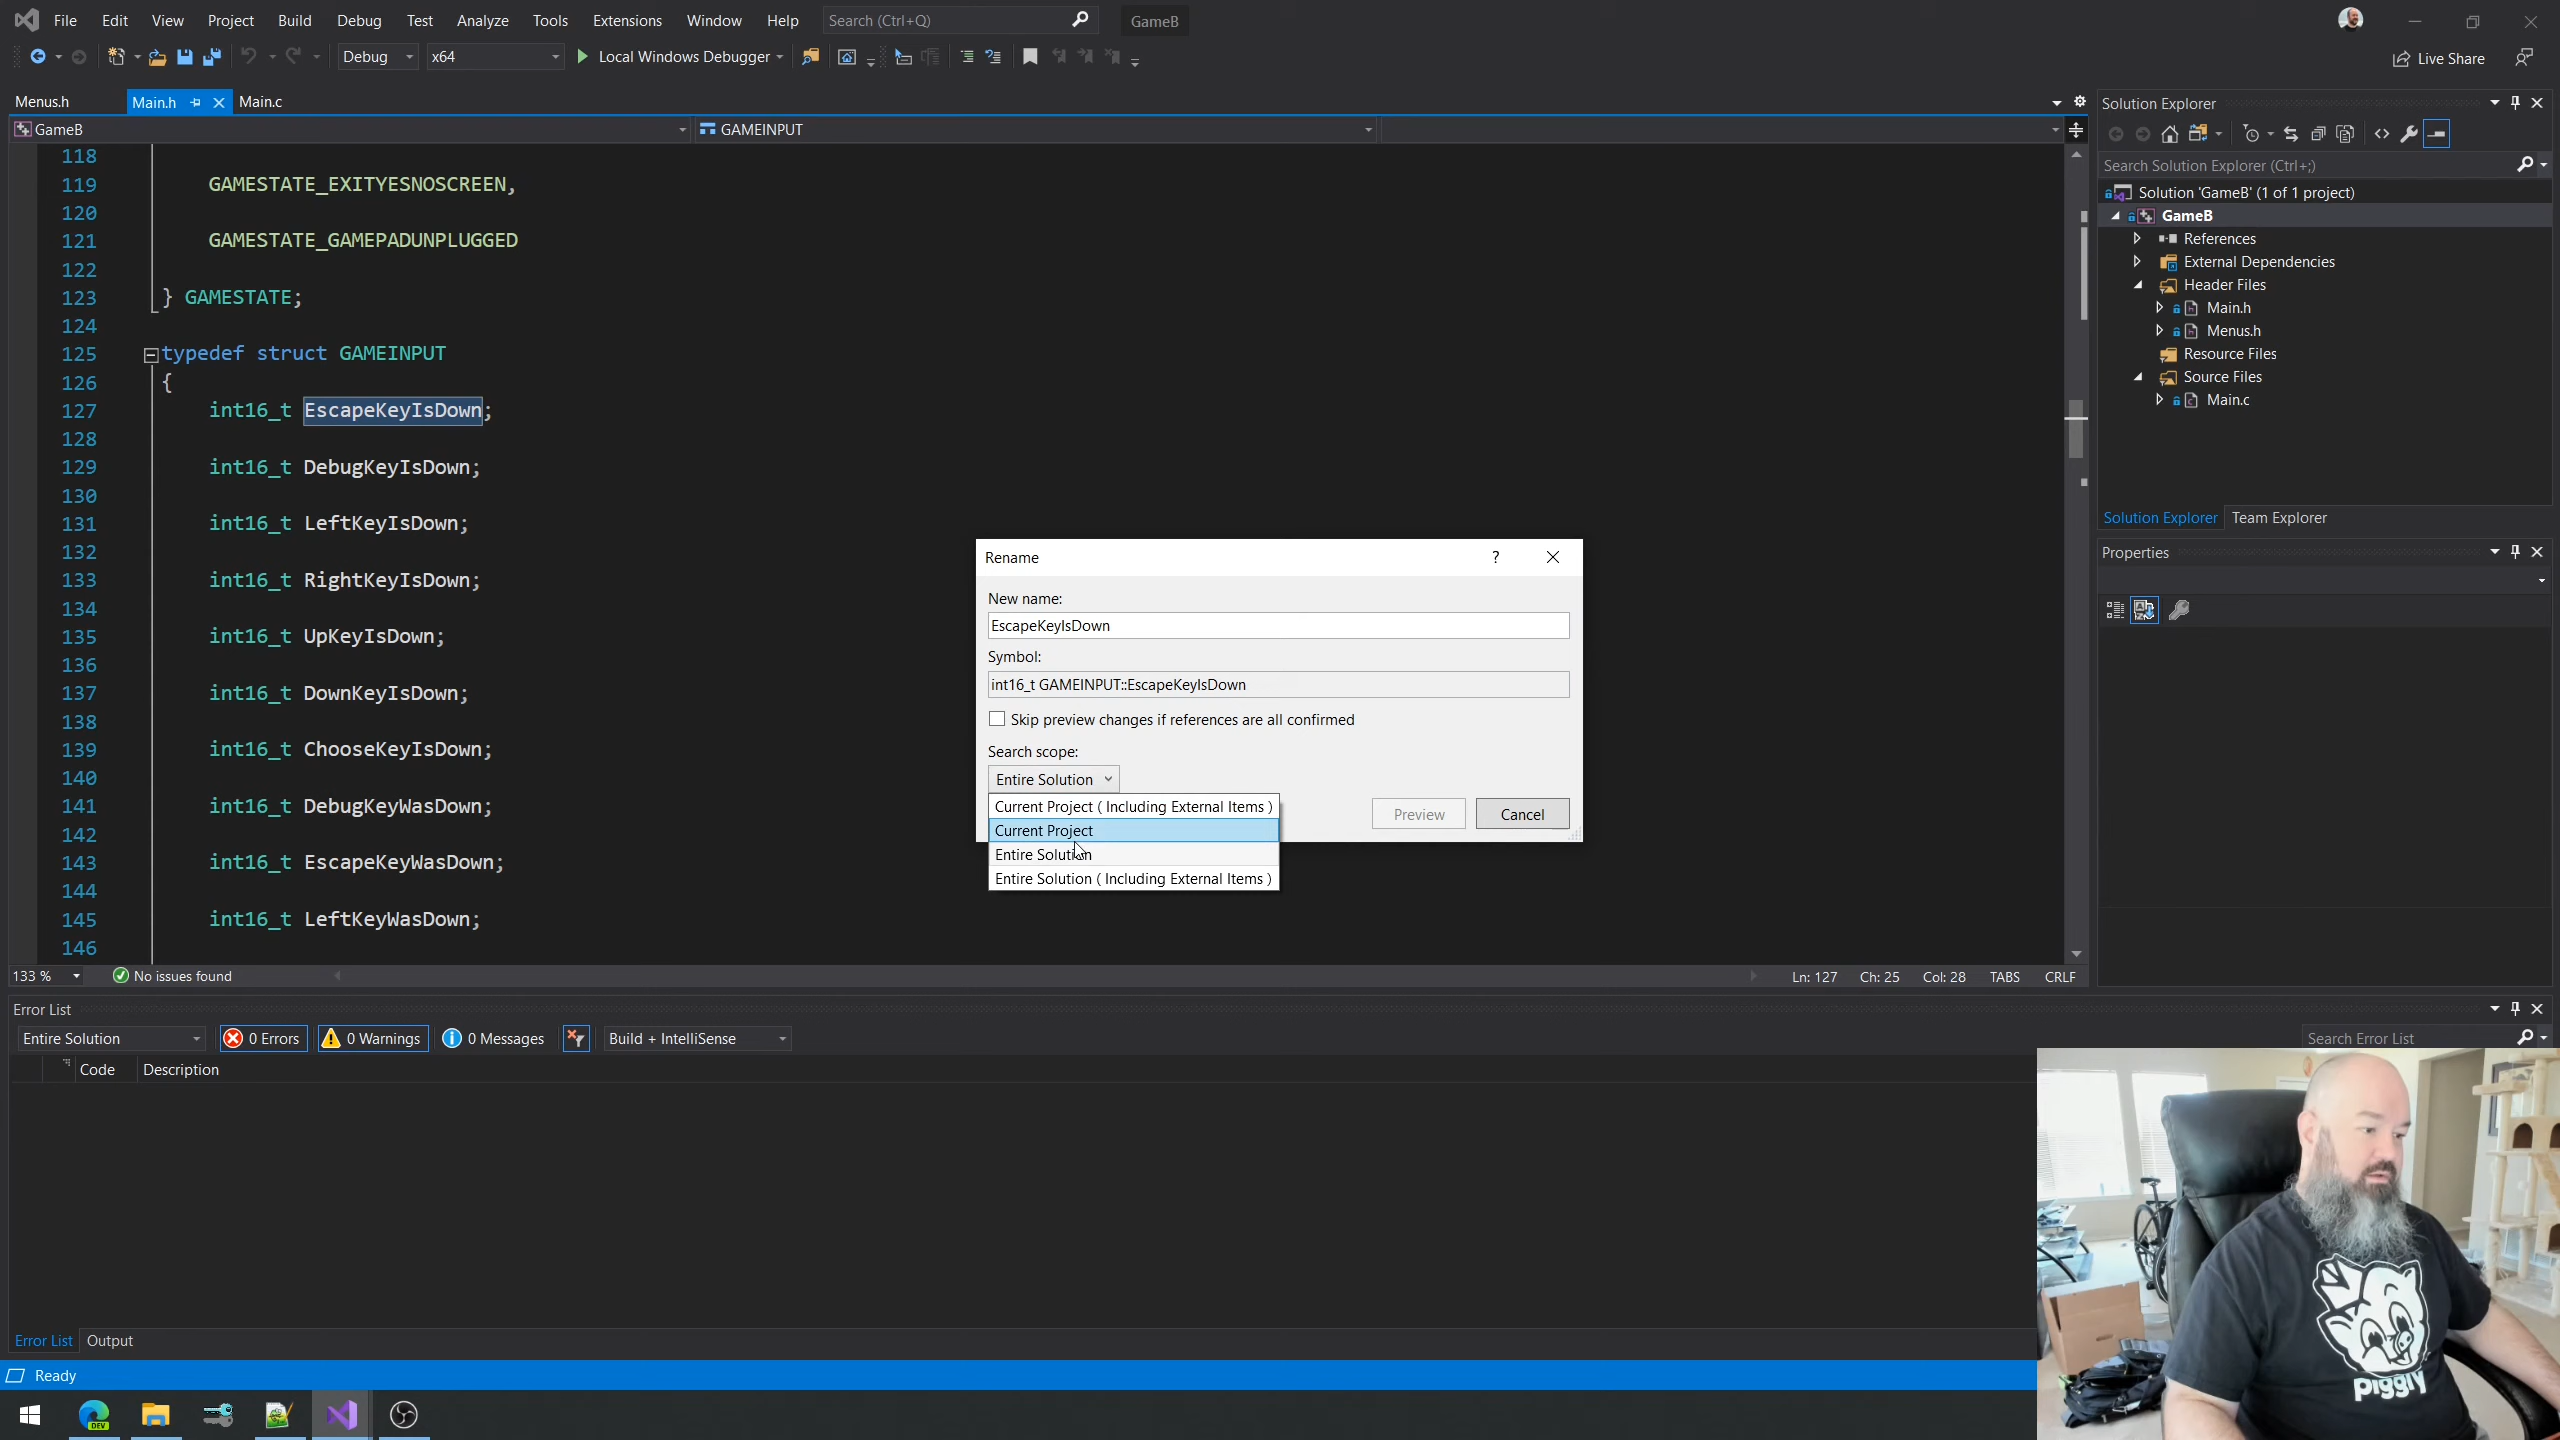 File Edit View Project Build Debug Test Analyze Tools Extensions Window Help Search (Ctrl+Q) GameB
Debug x64 Local Windows Debugger Live Share
Menus.h Main.h Main.c
GameB GAMEINPUT
118
119 GAMESTATE_EXITYESNOSCREEN,
120
121 GAMESTATE_GAMEPADUNPLUGGED
122
123 } GAMESTATE;
124
125 typedef struct GAMEINPUT
126 {
127 int16_t EscapeKeyIsDown;
128
129 int16_t DebugKeyIsDown;
130
131 int16_t LeftKeyIsDown;
132
133 int16_t RightKeyIsDown;
134
135 int16_t UpKeyIsDown;
136
137 int16_t DownKeyIsDown;
138
139 int16_t ChooseKeyIsDown;
140
141 int16_t DebugKeyWasDown;
142
143 int16_t EscapeKeyWasDown;
144
145 int16_t LeftKeyWasDown;
146
133 % No issues found Ln: 127 Ch: 25 Col: 28 TABS CRLF
Rename ?
New name:
EscapeKeyIsDown
Symbol:
int16_t GAMEINPUT::EscapeKeyIsDown
Skip preview changes if references are all confirmed
Search scope:
Entire Solution
Current Project ( Including External Items )
Current Project
Entire Solution
Entire Solution ( Including External Items )
Preview Cancel
Solution Explorer
Search Solution Explorer (Ctrl+;)
Solution 'GameB' (1 of 1 project)
GameB
References
External Dependencies
Header Files
Main.h
Menus.h
Resource Files
Source Files
Main.c
Solution Explorer Team Explorer
Properties
Error List
Entire Solution 0 Errors 0 Warnings 0 Messages Build + IntelliSense Search Error List
Code Description
Error List Output
Ready
DEV
piggly